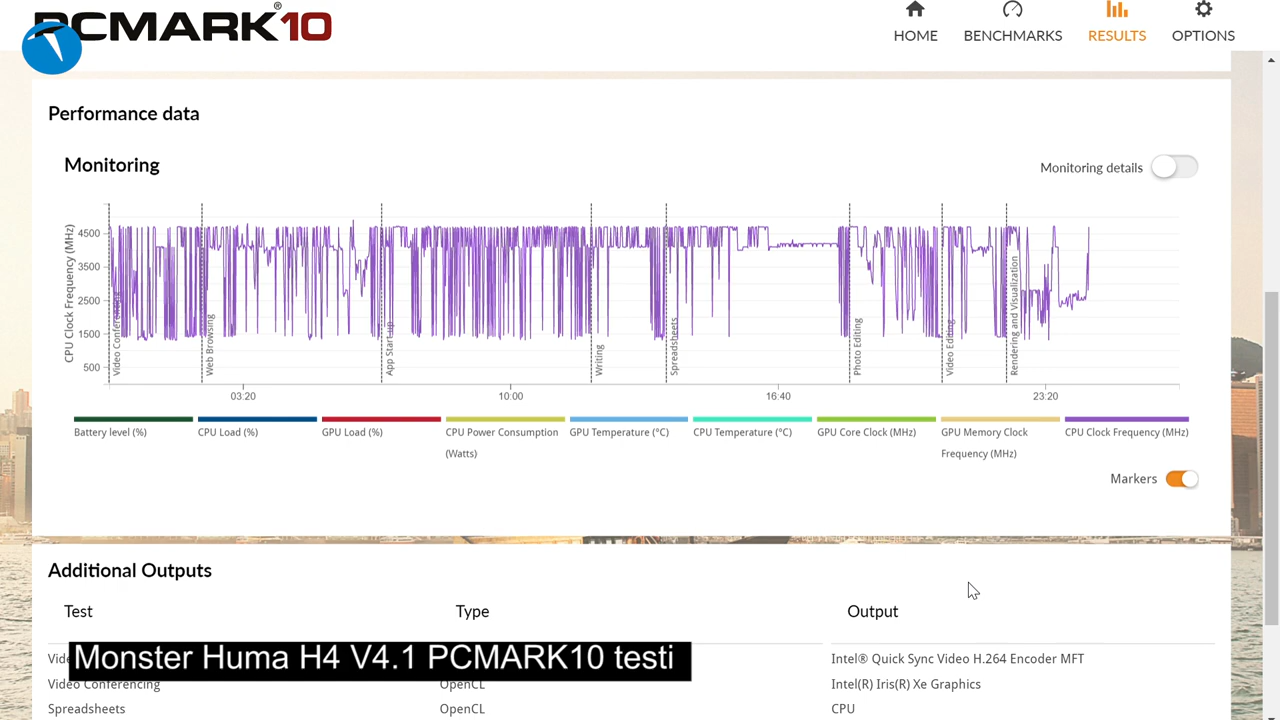 PCMARK®10
HOME
BENCHMARKS
RESULTS
OPTIONS
Performance data
Monitoring
Monitoring details
CPU Clock Frequency (MHz)
4500
3500
2500
1500
500
Web Browsing
App Start-up
Writing
Spreadsheets
Photo Editing
Video Editing
Rendering and Visualization
03:20
10:00
16:40
23:20
Battery level (%)
CPU Load (%)
GPU Load (%)
CPU Power Consumption
(Watts)
GPU Temperature (°C)
CPU Temperature (°C)
GPU Core Clock (MHz)
GPU Memory Clock
Frequency (MHz)
CPU Clock Frequency (MHz)
Markers
Additional Outputs
Test
Type
Output
Monster Huma H4 V4.1 PCMARK10 testi
Intel® Quick Sync Video H.264 Encoder MFT
Video Conferencing
OpenCL
Intel(R) Iris(R) Xe Graphics
Spreadsheets
OpenCL
CPU